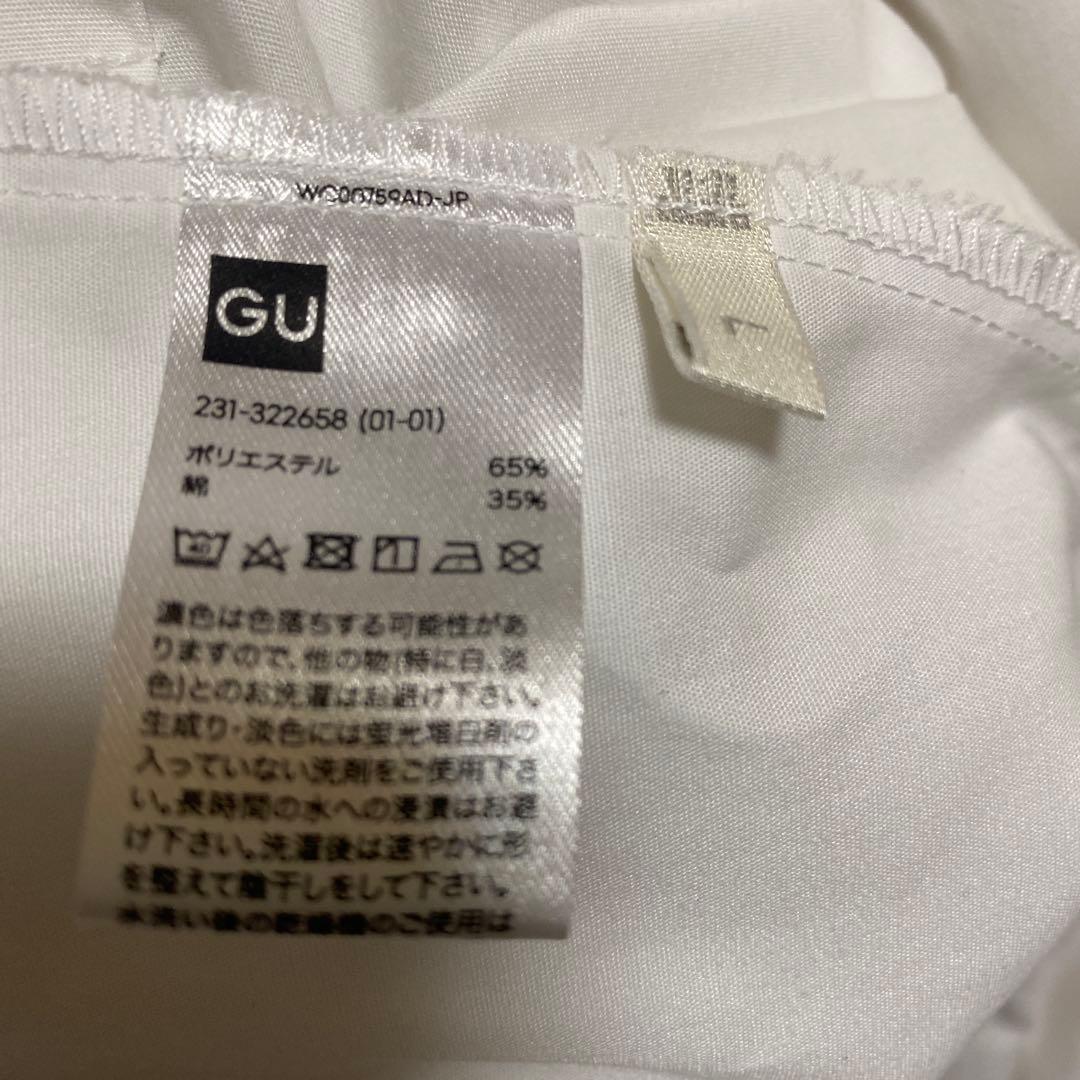 WC00759AD-JP
GU
231-322658 (01-01)
ポリエステル 65%
綿 35%
40
濃色は色落ちする可能性があ
りますので、他の物(特に白、淡
色)とのお洗濯はお避け下さい。
生成り・淡色には蛍光増白剤の
入っていない洗剤をご使用下さ
い。長時間の水への浸漬はお避
け下さい。洗濯後は速やかに形
を整えて陰干しをして下さい。
水洗い後の乾燥機のご使用は
L